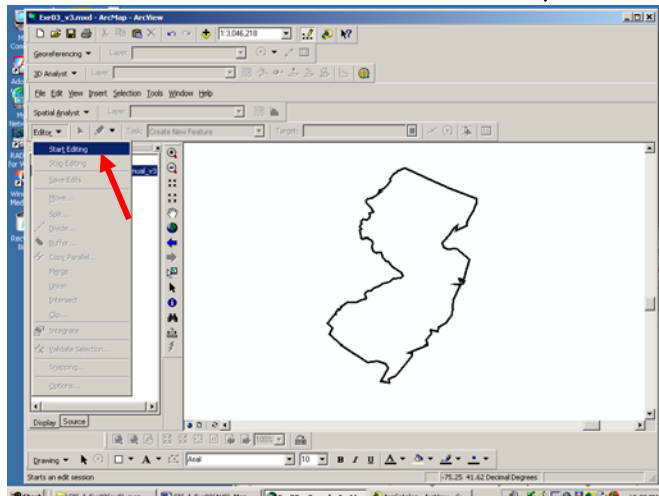 Exr03_v3.mxd - ArcMap - ArcView
1:3,046,218
Georeferencing Layer:
3D Analyst Layer:
File Edit View Insert Selection Tools Window Help
Spatial Analyst Layer:
Editor Task: Create New Feature Target:
Start Editing
Stop Editing
Save Edits
Move...
Split...
Divide...
Buffer...
Copy Parallel...
Merge
Union
Intersect
Clip...
Integrate
Validate Selection...
Snapping...
Options...
Display Source
100%
Drawing A Arial 10 B I U A
Starts an edit session -75.25 41.62 Decimal Degrees